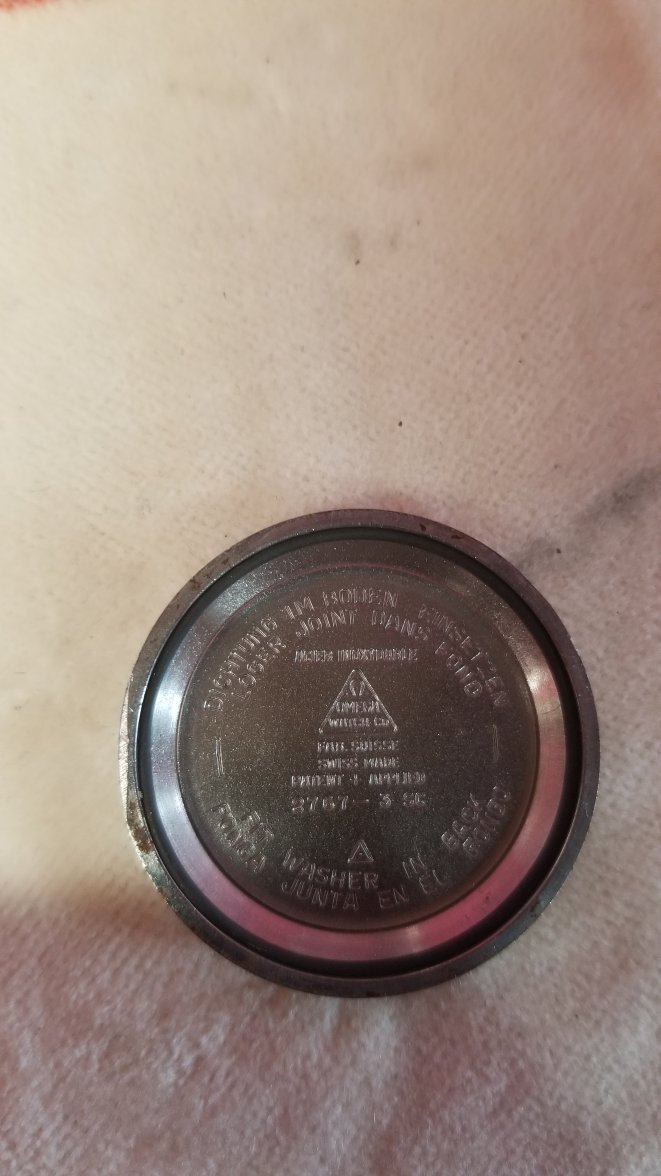 DICHTUNG IM BODEN EINSETZEN
LOGER JOINT DANS FOND
ACIER INOXYDABLE
Ω
OMEGA
WATCH Co
FAB. SUISSE
SWISS MADE
PATENT + APPLIED
2767 - 3 SC
FIT WASHER IN BACK
PONGA JUNTA EN EL FONDO